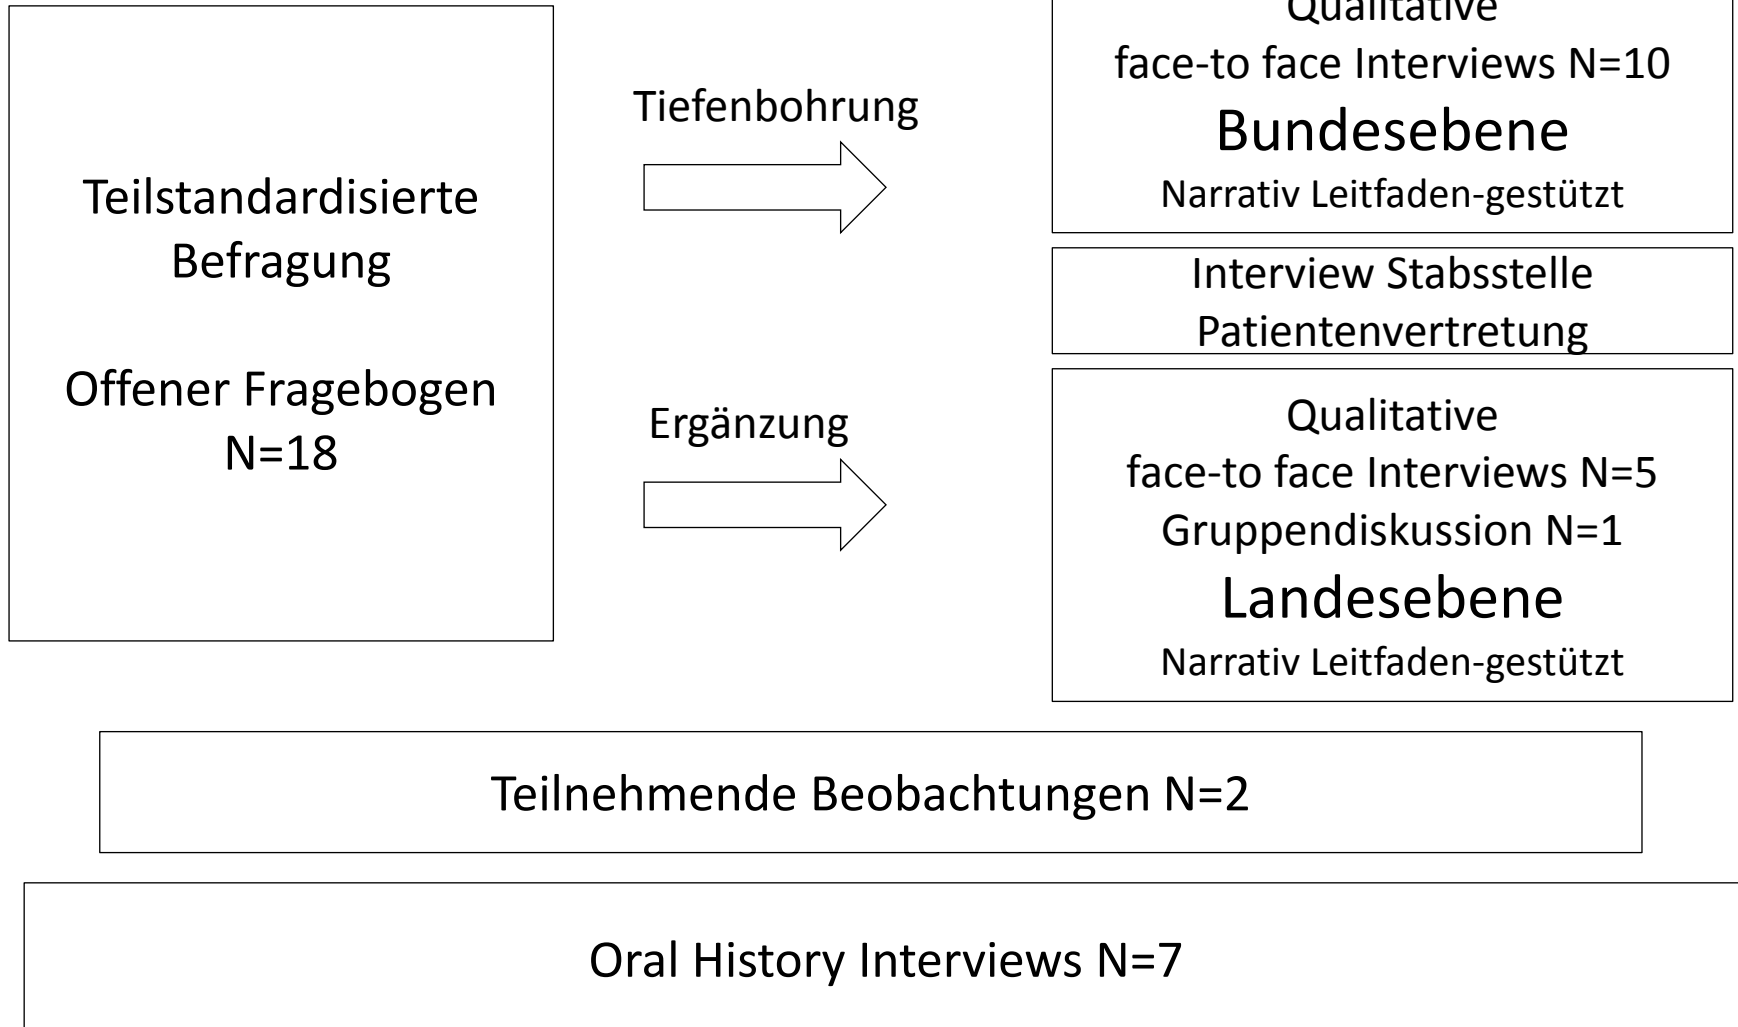 Teilstandardisierte
Befragung
Offener Fragebogen
N=18
Tiefenbohrung
Ergänzung
Qualitative
face-to face Interviews N=10
Bundesebene
Narrativ Leitfaden-gestützt
Interview Stabsstelle
Patientenvertretung
Qualitative
face-to face Interviews N=5
Gruppendiskussion N=1
Landesebene
Narrativ Leitfaden-gestützt
Teilnehmende Beobachtungen N=2
Oral History Interviews N=7